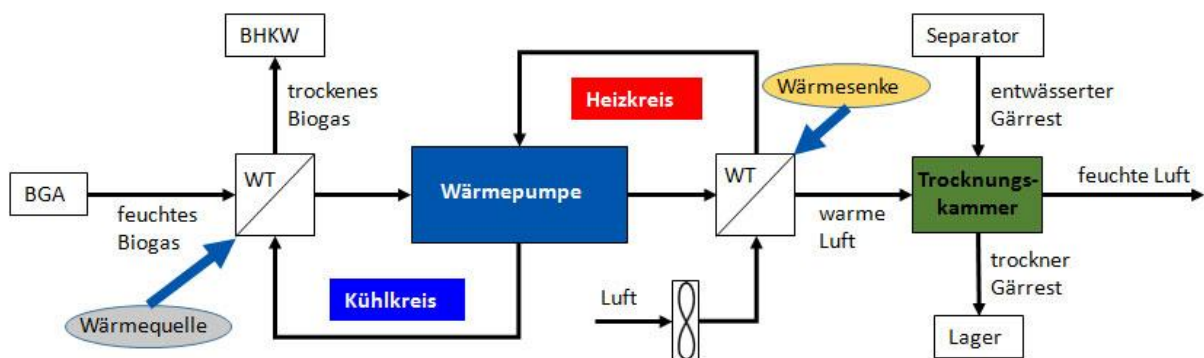 BHKW
Separator
trockenes
Biogas
Heizkreis
Wärmesenke
entwässerter
Gärrest
BGA
feuchtes
Biogas
WT
Wärmepumpe
WT
warme
Luft
Trocknungs-
kammer
feuchte Luft
Wärmequelle
Kühlkreis
Luft
trockner
Gärrest
Lager